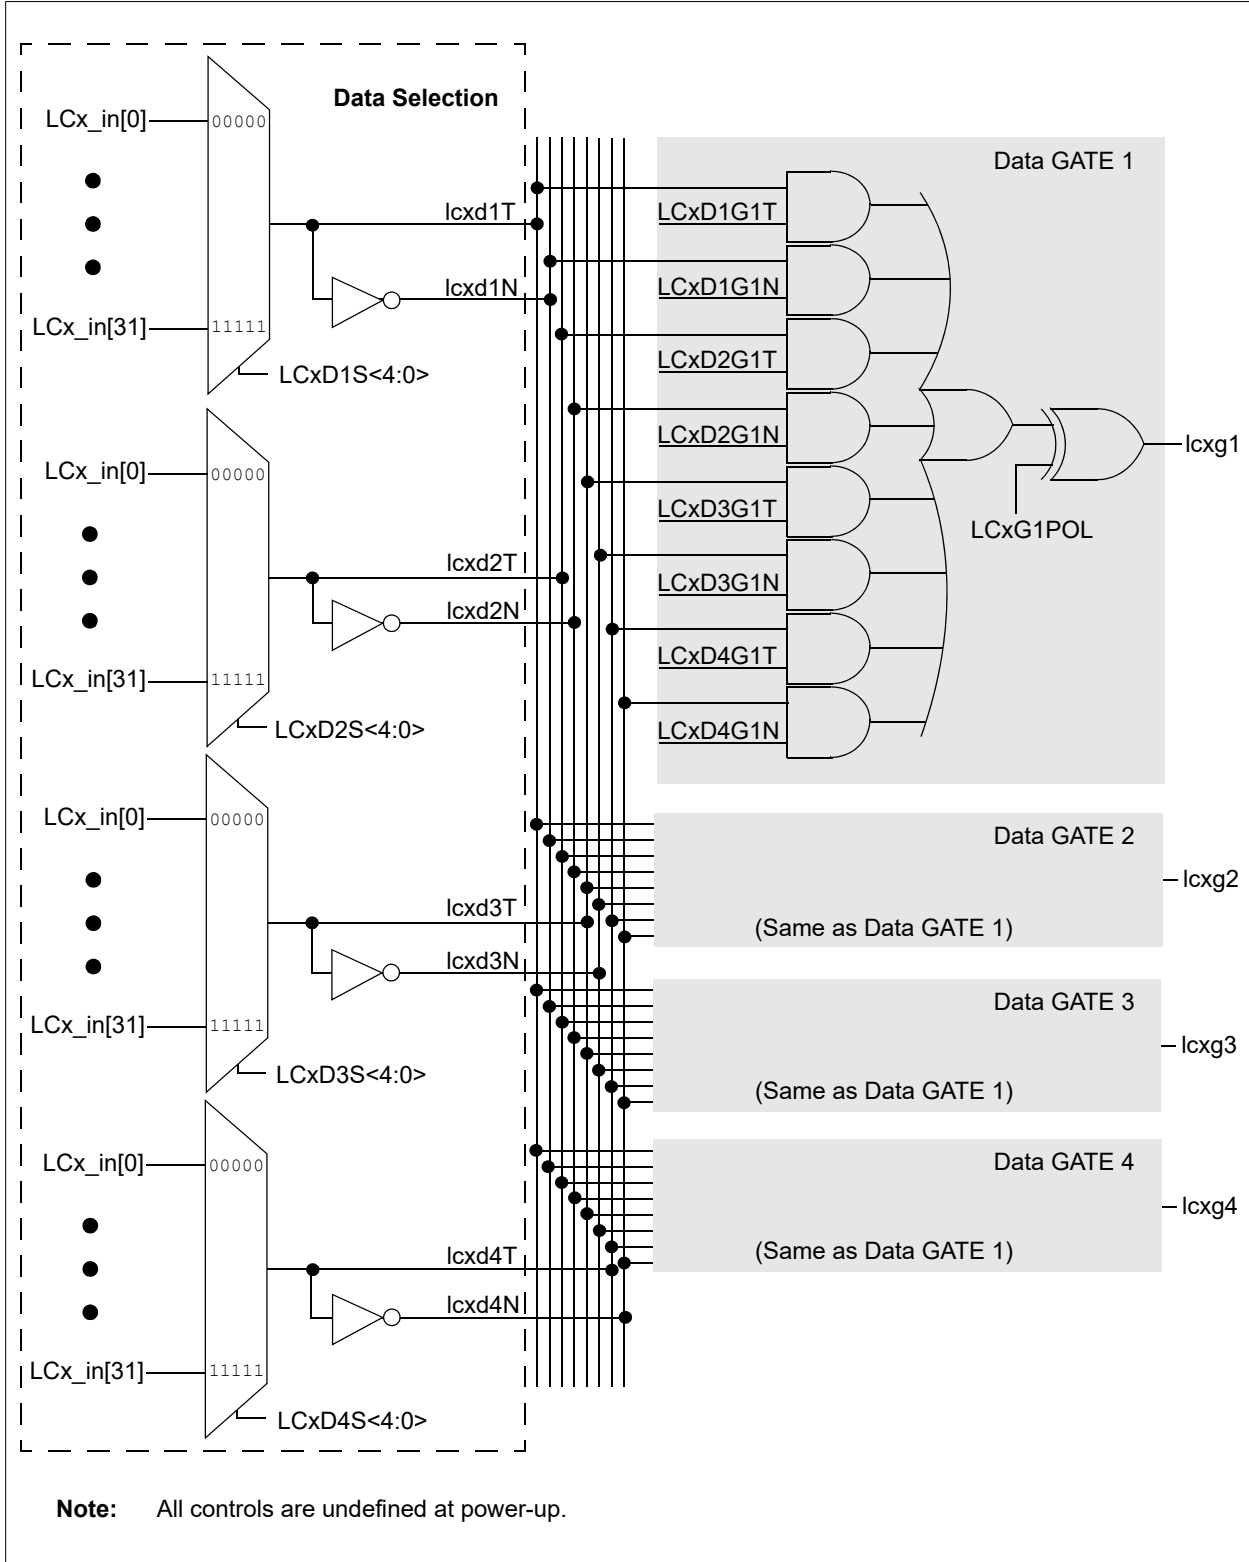 Data Selection
LCx_in[0]
00000
LCx_in[31]
11111
LCxD1S<4:0>
lcxd1T
lcxd1N
LCx_in[0]
00000
LCx_in[31]
11111
LCxD2S<4:0>
lcxd2T
lcxd2N
LCx_in[0]
00000
LCx_in[31]
11111
LCxD3S<4:0>
lcxd3T
lcxd3N
LCx_in[0]
00000
LCx_in[31]
11111
LCxD4S<4:0>
lcxd4T
lcxd4N
Data GATE 1
LCxD1G1T
LCxD1G1N
LCxD2G1T
LCxD2G1N
LCxD3G1T
LCxD3G1N
LCxD4G1T
LCxD4G1N
LCxG1POL
lcxg1
Data GATE 2
(Same as Data GATE 1)
lcxg2
Data GATE 3
(Same as Data GATE 1)
lcxg3
Data GATE 4
(Same as Data GATE 1)
lcxg4
Note: All controls are undefined at power-up.